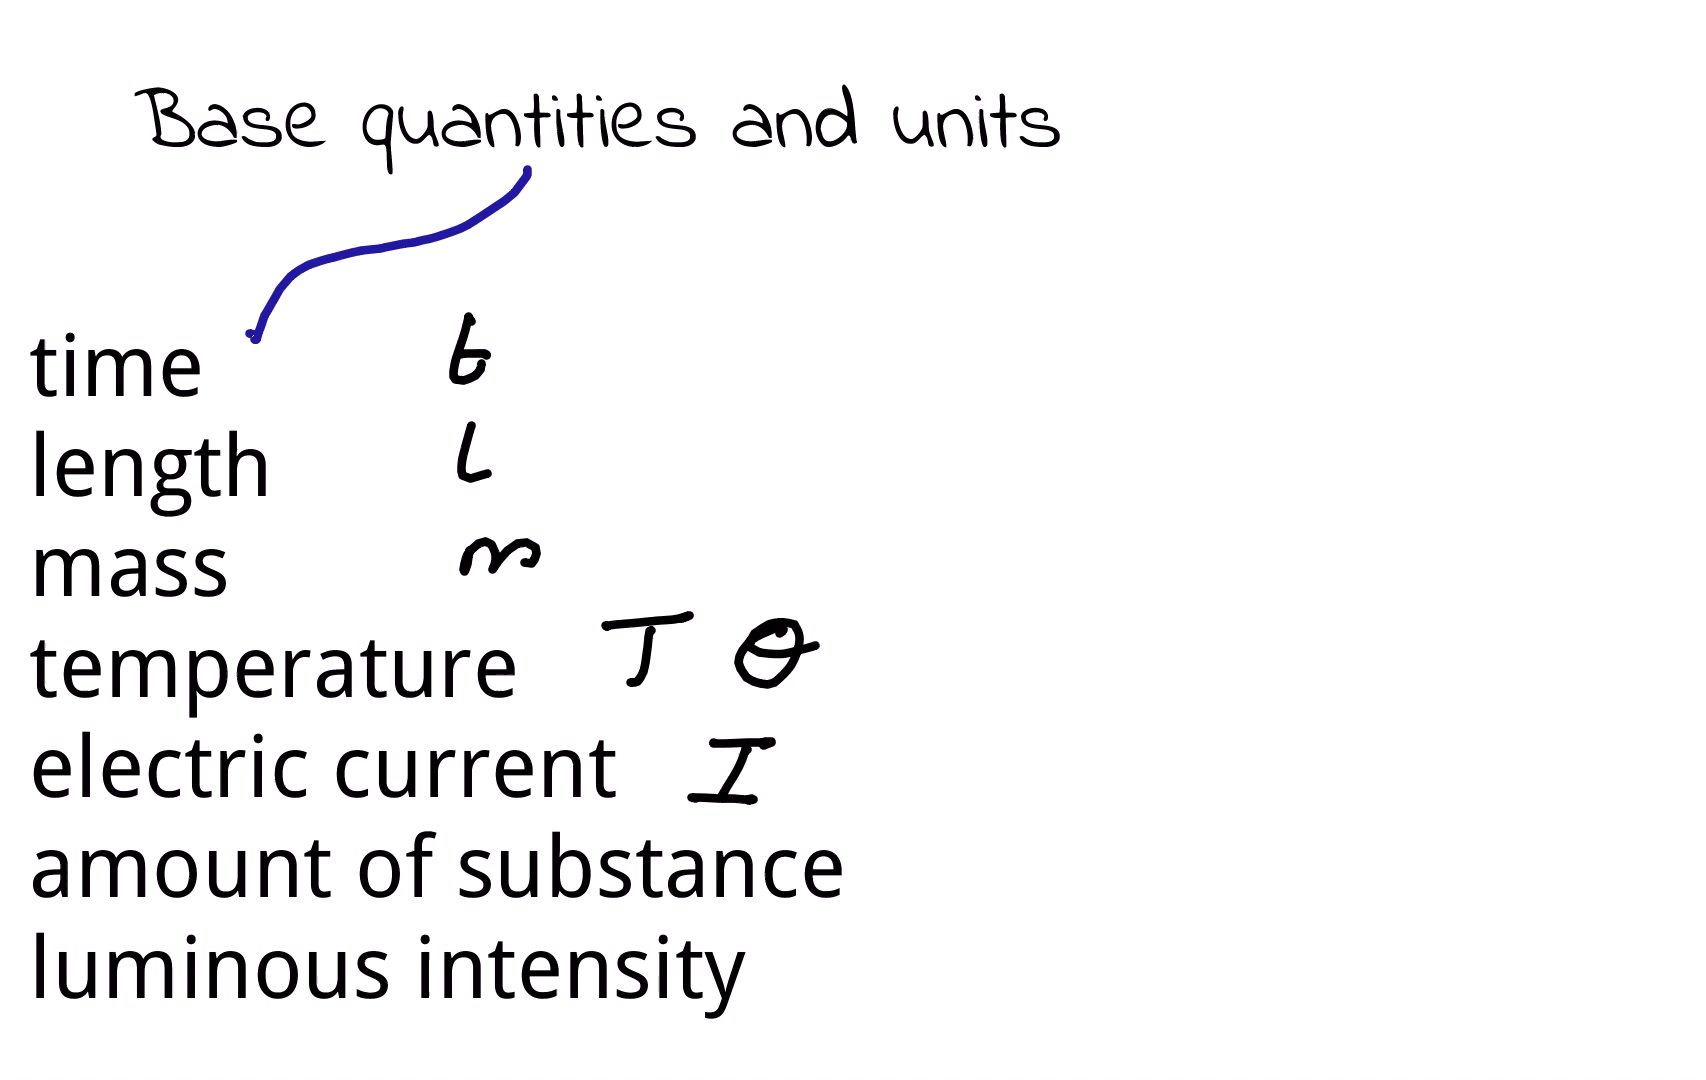 Base quantities and units
time t
length L
mass m
temperature T θ
electric current I
amount of substance
luminous intensity